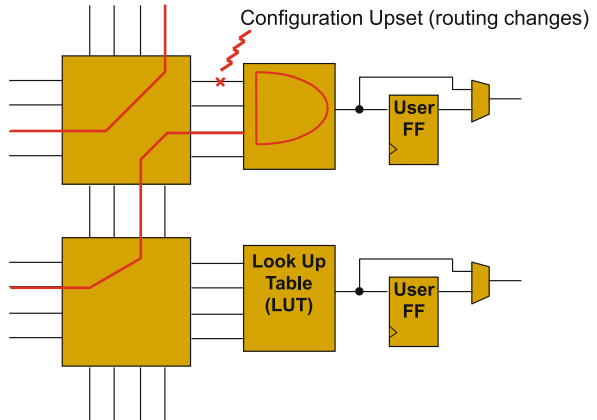 Configuration Upset (routing changes)
User
FF
Look Up
Table
(LUT)
User
FF